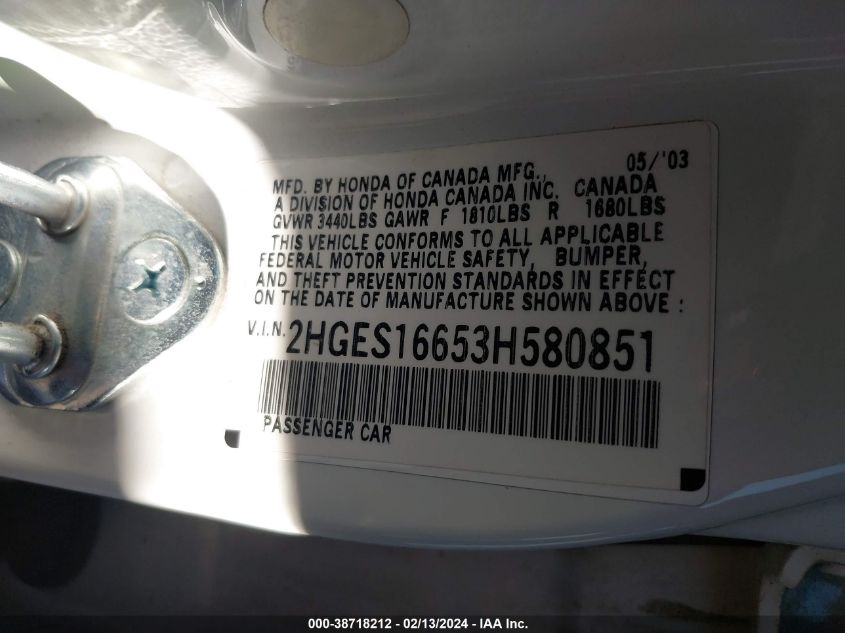 05/'03
MFD. BY HONDA OF CANADA MFG.,
A DIVISION OF HONDA CANADA INC. CANADA
GVWR 3440LBS GAWR F 1810LBS R 1680LBS
THIS VEHICLE CONFORMS TO ALL APPLICABLE
FEDERAL MOTOR VEHICLE SAFETY, BUMPER,
AND THEFT PREVENTION STANDARDS IN EFFECT
ON THE DATE OF MANUFACTURE SHOWN ABOVE :
V.I.N. 2HGES16653H580851
PASSENGER CAR
000-38718212 - 02/13/2024 - IAA Inc.